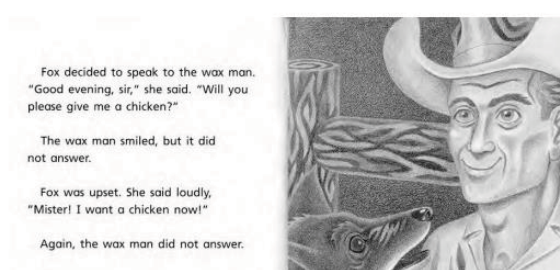 Fox decided to speak to the wax man.
"Good evening, sir," she said. "Will you
please give me a chicken?"
The wax man smiled, but it did
not answer.
Fox was upset. She said loudly,
"Mister! I want a chicken now!"
Again, the wax man did not answer.